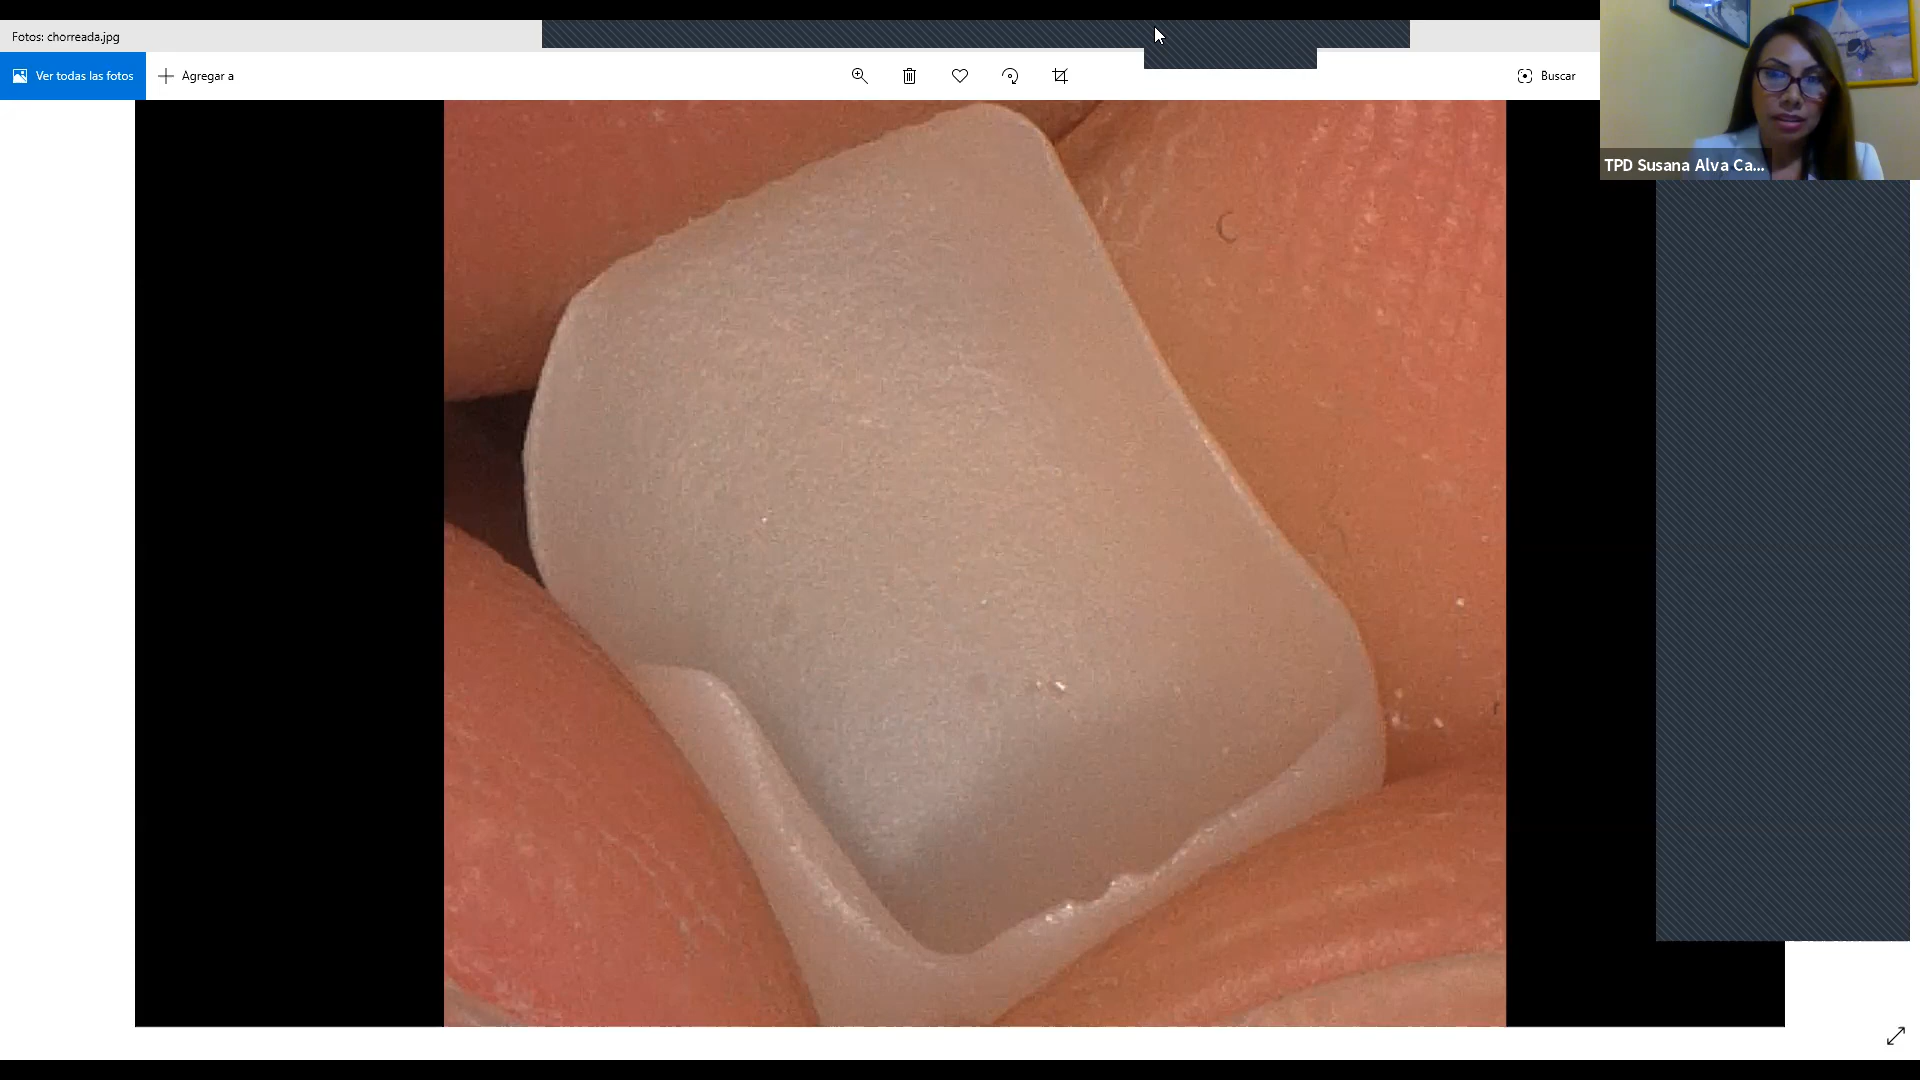 Fotos: chorreada.jpg
Ver todas las fotos
Agregar a
Buscar
TPD Susana Alva Ca...